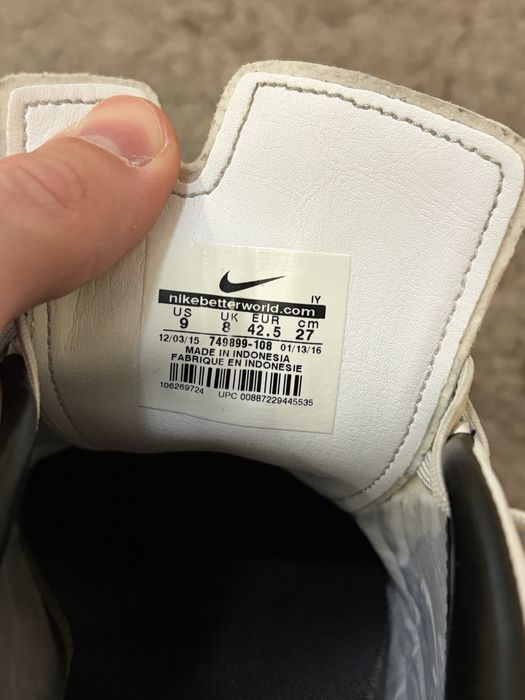 IY
nikebetterworld.com
US UK EUR cm
9 8 42.5 27
12/03/15 749899-108 01/13/16
MADE IN INDONESIA
FABRIQUE EN INDONESIE
106269724 UPC 00887229445535